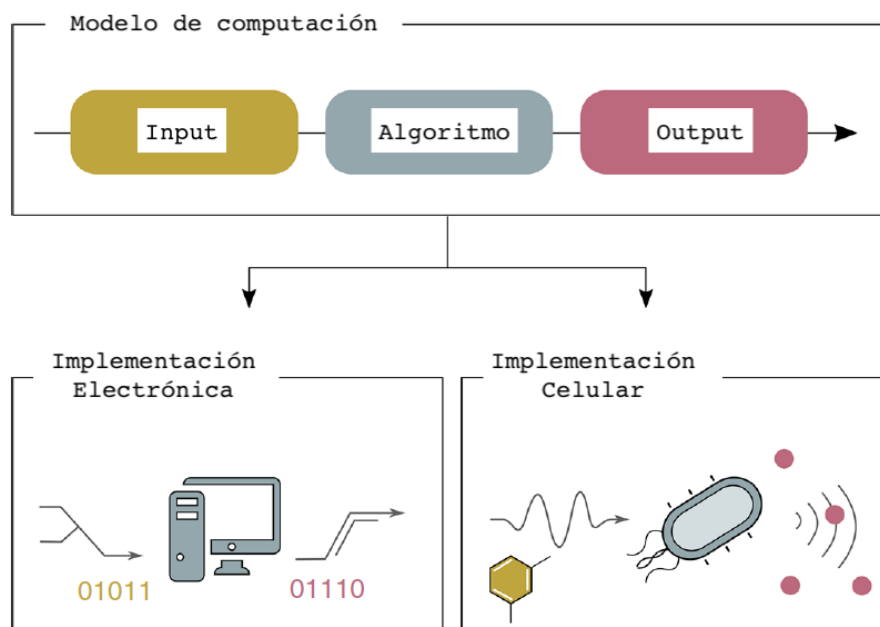 Modelo de computación
Input
Algoritmo
Output
Implementación
Electrónica
01011
01110
Implementación
Celular